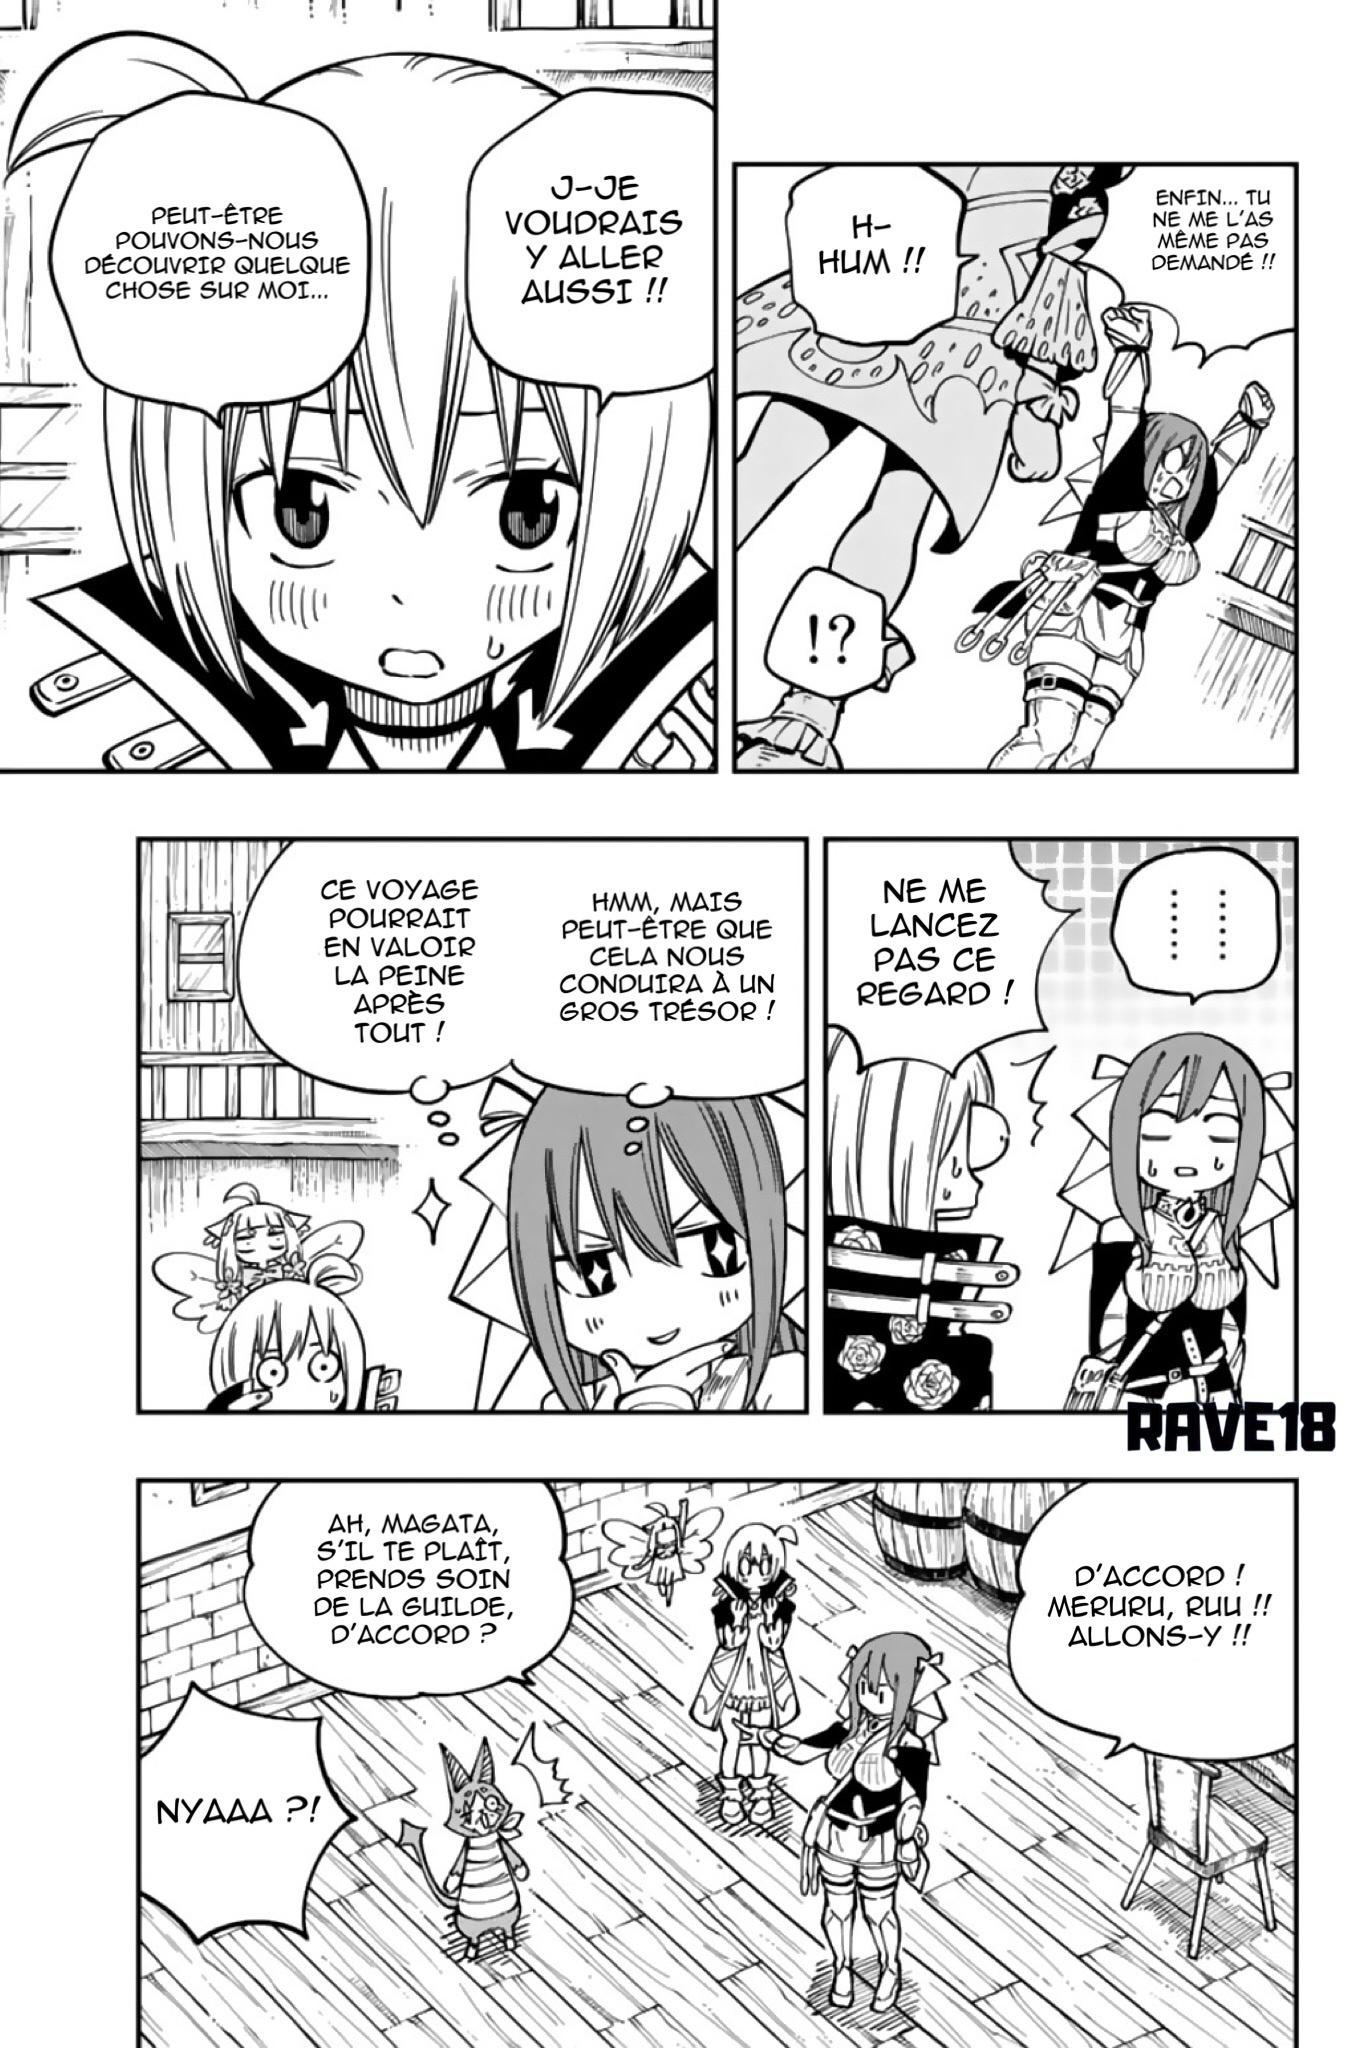 ENFIN... TU
NE ME L'AS
MÊME PAS
DEMANDÉ !!
H-
HUM !!
!?
J-JE
VOUDRAIS
Y ALLER
AUSSI !!
PEUT-ÊTRE
POUVONS-NOUS
DÉCOUVRIR QUELQUE
CHOSE SUR MOI...
......
......
NE ME
LANCEZ
PAS CE
REGARD !
HMM, MAIS
PEUT-ÊTRE QUE
CELA NOUS
CONDUIRA À UN
GROS TRÉSOR !
CE VOYAGE
POURRAIT
EN VALOIR
LA PEINE
APRÈS
TOUT !
RAVE18
D'ACCORD !
MERURU, RUU !!
ALLONS-Y !!
AH, MAGATA,
S'IL TE PLAÎT,
PRENDS SOIN
DE LA GUILDE,
D'ACCORD ?
NYAAA ?!